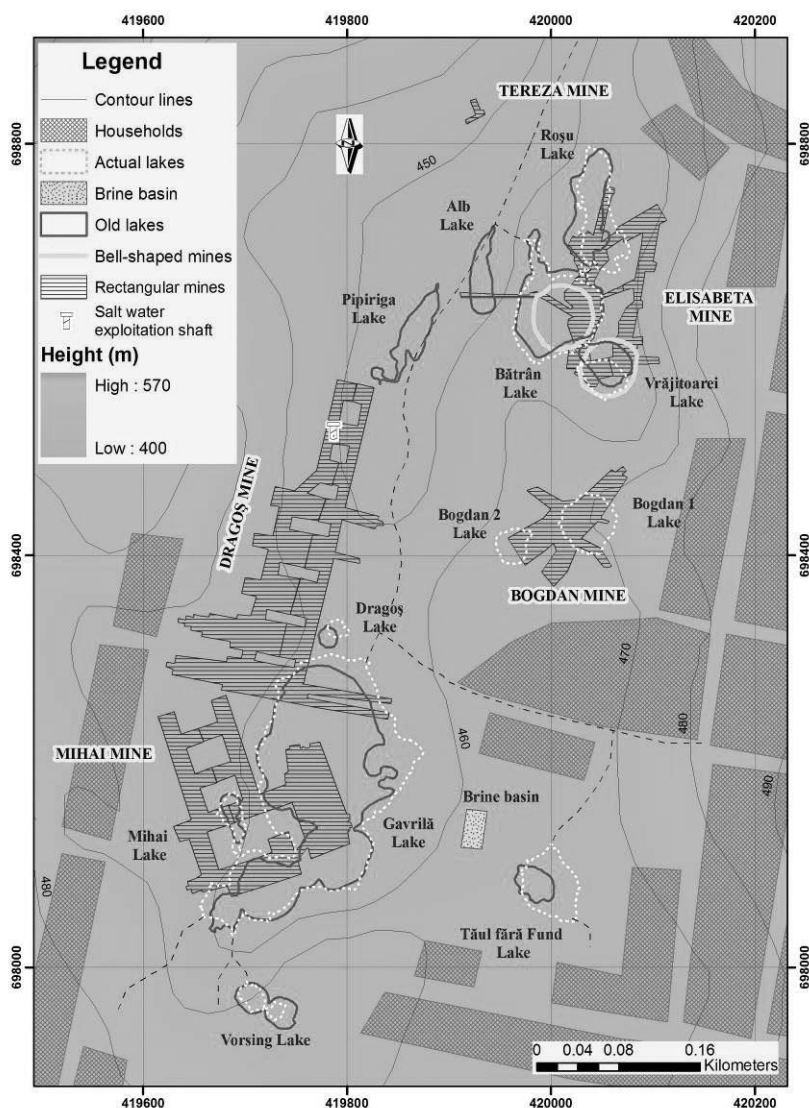 419600 419800 420000 420200
Legend
Contour lines
Households
Actual lakes
Brine basin
Old lakes
Bell-shaped mines
Rectangular mines
Salt water
exploitation shaft
Height (m)
High : 570
Low : 400
TEREZA MINE
698800
698800
Roşu
Lake
450
Alb
Lake
Pipiriga
Lake
ELISABETA
MINE
Bătrân
Lake
Vrăjitoarei
Lake
DRAGOŞ MINE
Bogdan 2
Lake
Bogdan 1
Lake
698400
698400
BOGDAN MINE
Dragoş
Lake
470
480
460
490
MIHAI MINE
Brine basin
Mihai
Lake
Gavrilă
Lake
480
Tăul fără Fund
Lake
698000
698000
Vorsing Lake
0 0.04 0.08 0.16
Kilometers
419600 419800 420000 420200